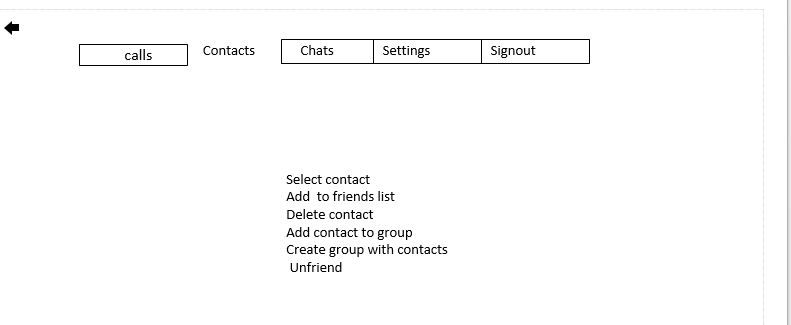 calls Contacts Chats Settings Signout
Select contact
Add  to friends list
Delete contact
Add contact to group
Create group with contacts
Unfriend